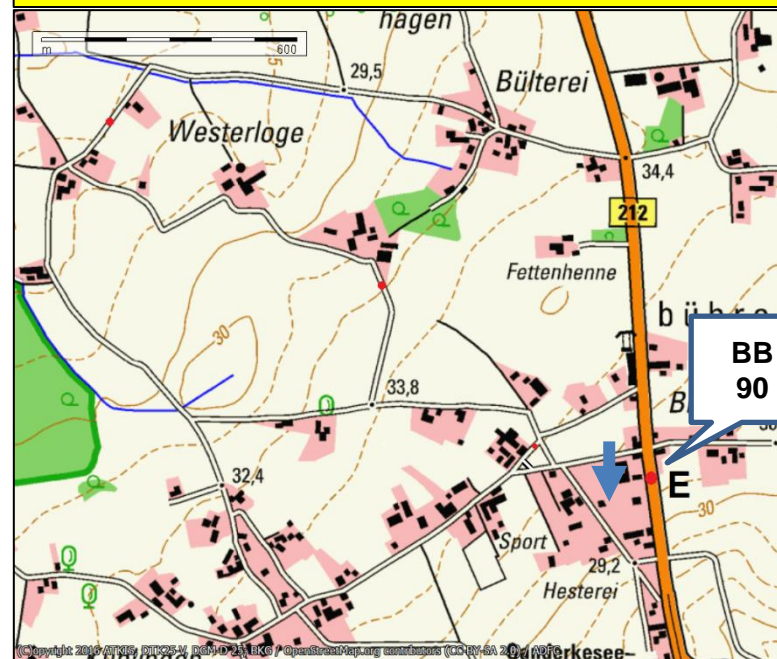 hagen
m 600
29,5
Bülterei
Westerloge
34,4
212
Fettenhenne
bühre
BB
90
30
33,8
E
32,4
30
Sport
29,2
Hesterei
(C)opyright 2016 ATKIS, DTK25-V, DGM-D 25: BKG / OpenStreetMap.org contributors (CC-BY-SA 2.0) / ADFC